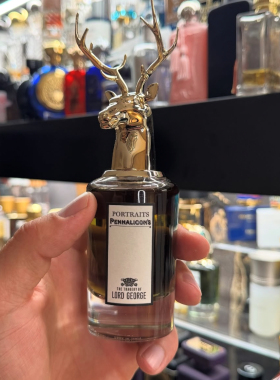 PORTRAITS
PENHALIGON'S
THE TRAGEDY OF
LORD GEORGE